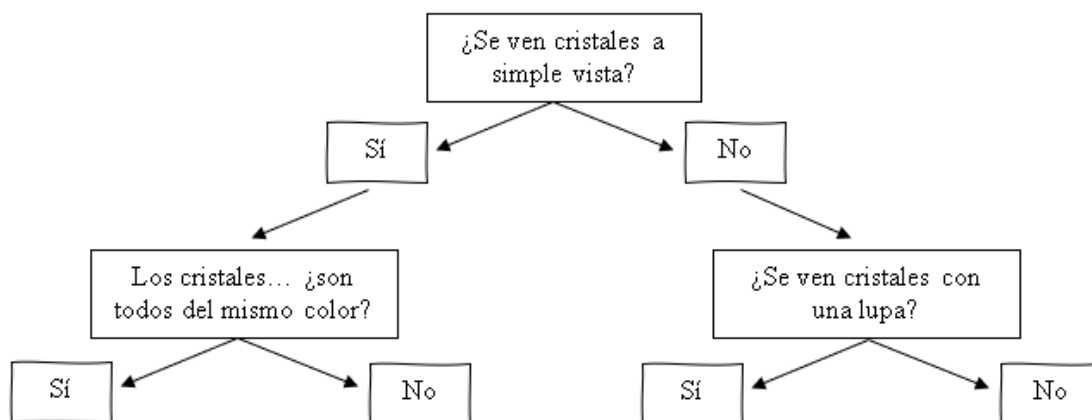 ¿Se ven cristales a
simple vista?
Sí
No
Los cristales... ¿son
todos del mismo color?
¿Se ven cristales con
una lupa?
Sí
No
Sí
No